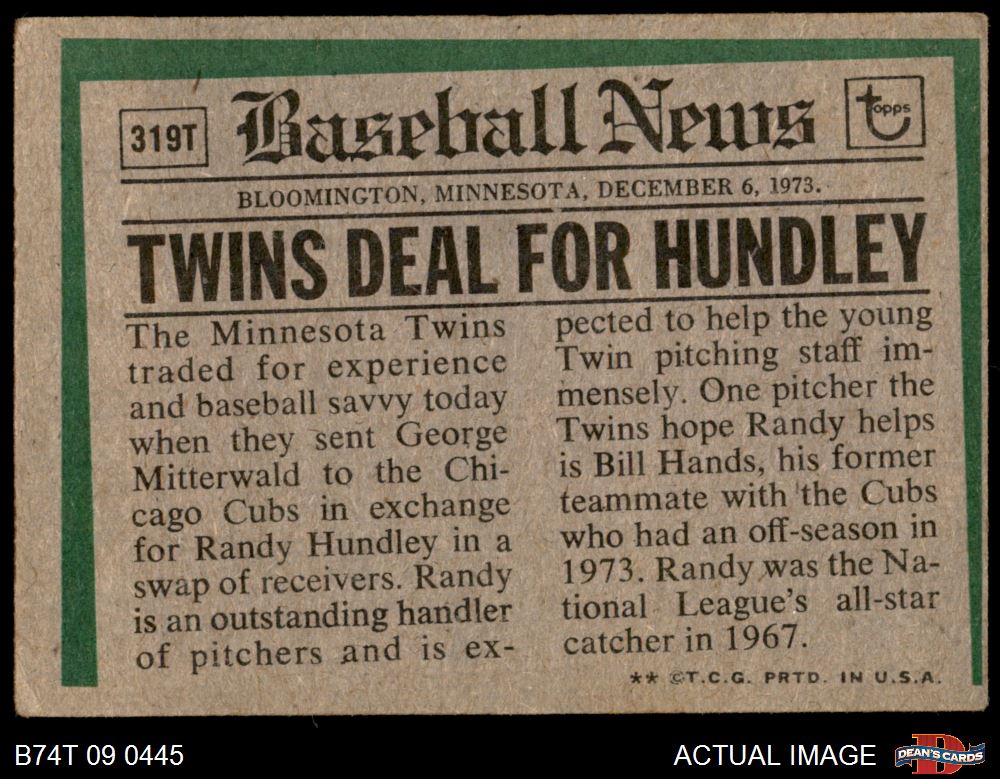 319T
Baseball News
topps
BLOOMINGTON, MINNESOTA, DECEMBER 6, 1973.
TWINS DEAL FOR HUNDLEY
The Minnesota Twins
traded for experience
and baseball savvy today
when they sent George
Mitterwald to the Chi-
cago Cubs in exchange
for Randy Hundley in a
swap of receivers. Randy
is an outstanding handler
of pitchers and is ex-
pected to help the young
Twin pitching staff im-
mensely. One pitcher the
Twins hope Randy helps
is Bill Hands, his former
teammate with the Cubs
who had an off-season in
1973. Randy was the Na-
tional League's all-star
catcher in 1967.
** ©T.C.G. PRTD. IN U.S.A.
B74T 09 0445
ACTUAL IMAGE
D
DEAN'S CARDS